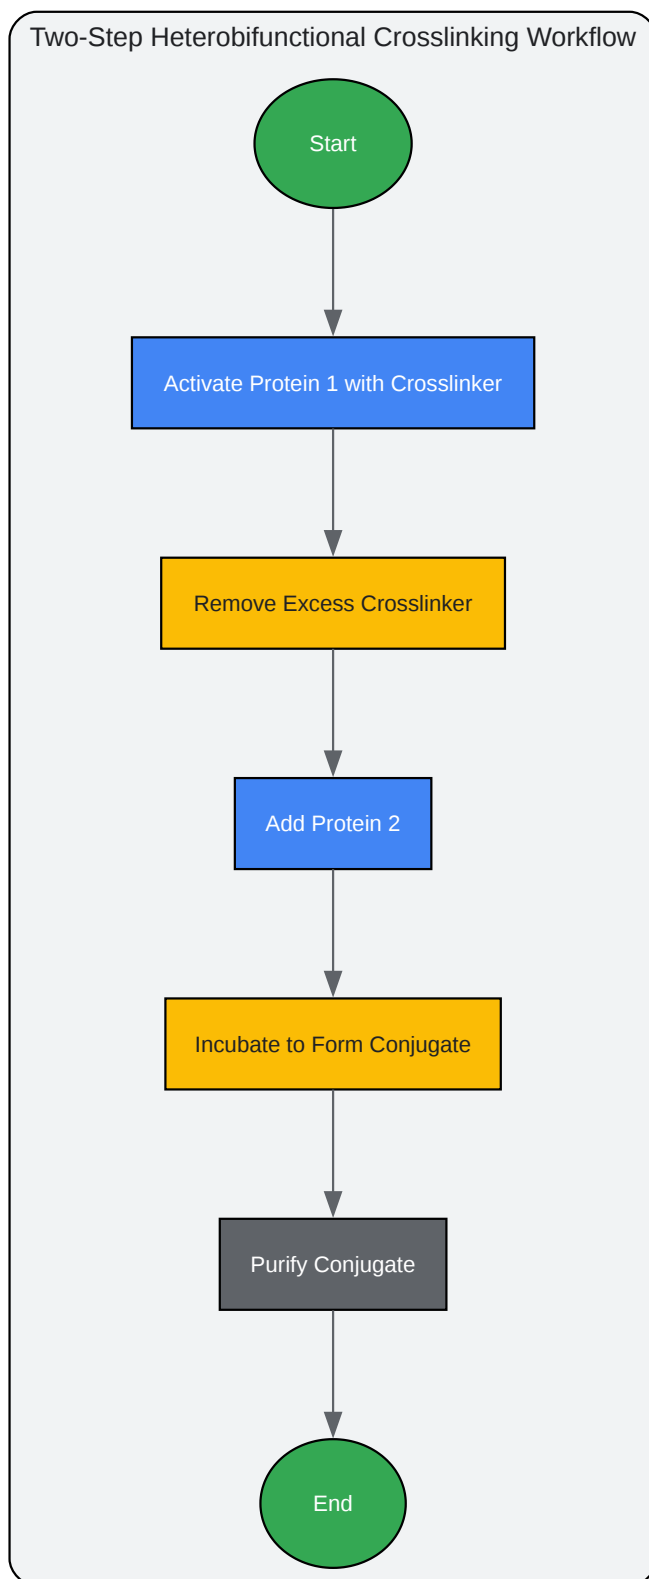 Two-Step Heterobifunctional Crosslinking Workflow
Start
Activate Protein 1 with Crosslinker
Remove Excess Crosslinker
Add Protein 2
Incubate to Form Conjugate
Purify Conjugate
End